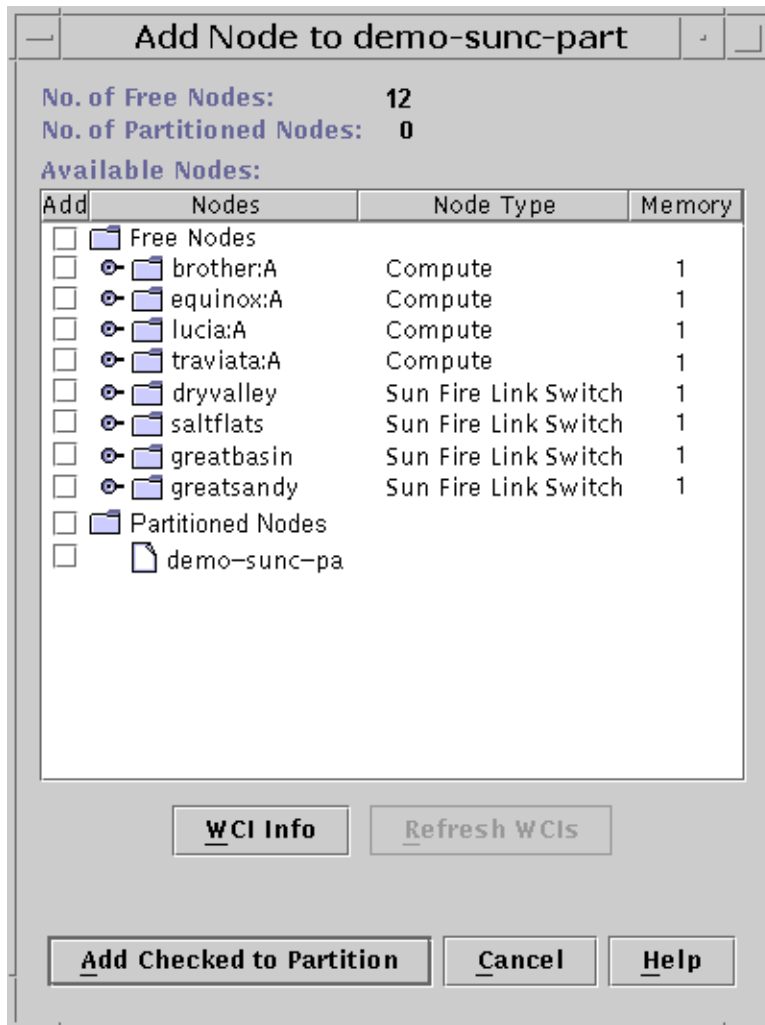 Add Node to demo-sunc-part
No. of Free Nodes: 12
No. of Partitioned Nodes: 0
Available Nodes:
Add Nodes Node Type Memory
Free Nodes
brother:A Compute 1
equinox:A Compute 1
lucia:A Compute 1
traviata:A Compute 1
dryvalley Sun Fire Link Switch 1
saltflats Sun Fire Link Switch 1
greatbasin Sun Fire Link Switch 1
greatsandy Sun Fire Link Switch 1
Partitioned Nodes
demo-sunc-pa
WCI Info Refresh WCIs
Add Checked to Partition Cancel Help